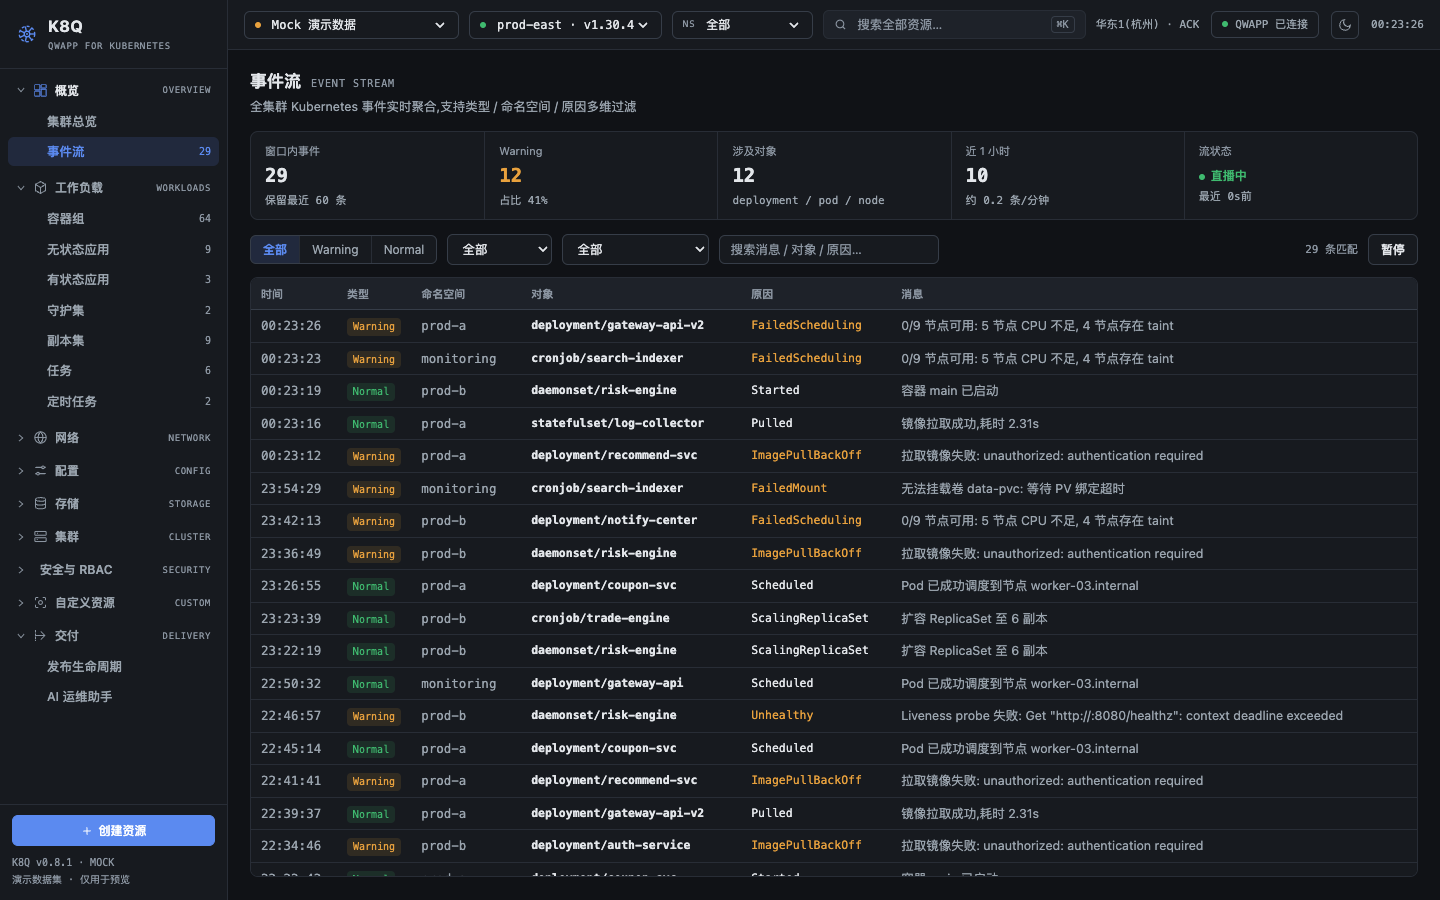 K8Q
QWAPP FOR KUBERNETES
概览 OVERVIEW
集群总览
事件流 29
工作负载 WORKLOADS
容器组 64
无状态应用 9
有状态应用 3
守护集 2
副本集 9
任务 6
定时任务 2
网络 NETWORK
配置 CONFIG
存储 STORAGE
集群 CLUSTER
安全与 RBAC SECURITY
自定义资源 CUSTOM
交付 DELIVERY
发布生命周期
AI 运维助手
+ 创建资源
K8Q v0.8.1 · MOCK
演示数据集 · 仅用于预览
Mock 演示数据
prod-east · v1.30.4
NS 全部
搜索全部资源… ⌘K
华东1(杭州) · ACK
QWAPP 已连接
00:23:26
事件流 EVENT STREAM
全集群 Kubernetes 事件实时聚合,支持类型 / 命名空间 / 原因多维过滤
窗口内事件
29
保留最近 60 条
Warning
12
占比 41%
涉及对象
12
deployment / pod / node
近 1 小时
10
约 0.2 条/分钟
流状态
直播中
最近 0s前
全部 Warning Normal 全部 全部 搜索消息 / 对象 / 原因… 29 条匹配 暂停
时间 类型 命名空间 对象 原因 消息
00:23:26 Warning prod-a deployment/gateway-api-v2 FailedScheduling 0/9 节点可用: 5 节点 CPU 不足, 4 节点存在 taint
00:23:23 Warning monitoring cronjob/search-indexer FailedScheduling 0/9 节点可用: 5 节点 CPU 不足, 4 节点存在 taint
00:23:19 Normal prod-b daemonset/risk-engine Started 容器 main 已启动
00:23:16 Normal prod-a statefulset/log-collector Pulled 镜像拉取成功,耗时 2.31s
00:23:12 Warning prod-a deployment/recommend-svc ImagePullBackOff 拉取镜像失败: unauthorized: authentication required
23:54:29 Warning monitoring cronjob/search-indexer FailedMount 无法挂载卷 data-pvc: 等待 PV 绑定超时
23:42:13 Warning prod-b deployment/notify-center FailedScheduling 0/9 节点可用: 5 节点 CPU 不足, 4 节点存在 taint
23:36:49 Warning prod-b daemonset/risk-engine ImagePullBackOff 拉取镜像失败: unauthorized: authentication required
23:26:55 Normal prod-a deployment/coupon-svc Scheduled Pod 已成功调度到节点 worker-03.internal
23:23:39 Normal prod-b cronjob/trade-engine ScalingReplicaSet 扩容 ReplicaSet 至 6 副本
23:22:19 Normal prod-b daemonset/risk-engine ScalingReplicaSet 扩容 ReplicaSet 至 6 副本
22:50:32 Normal monitoring deployment/gateway-api Scheduled Pod 已成功调度到节点 worker-03.internal
22:46:57 Warning prod-b daemonset/risk-engine Unhealthy Liveness probe 失败: Get "http://:8080/healthz": context deadline exceeded
22:45:14 Normal prod-a deployment/coupon-svc Scheduled Pod 已成功调度到节点 worker-03.internal
22:41:41 Warning prod-a deployment/recommend-svc ImagePullBackOff 拉取镜像失败: unauthorized: authentication required
22:39:37 Normal prod-a deployment/gateway-api-v2 Pulled 镜像拉取成功,耗时 2.31s
22:34:46 Warning prod-b deployment/auth-service ImagePullBackOff 拉取镜像失败: unauthorized: authentication required